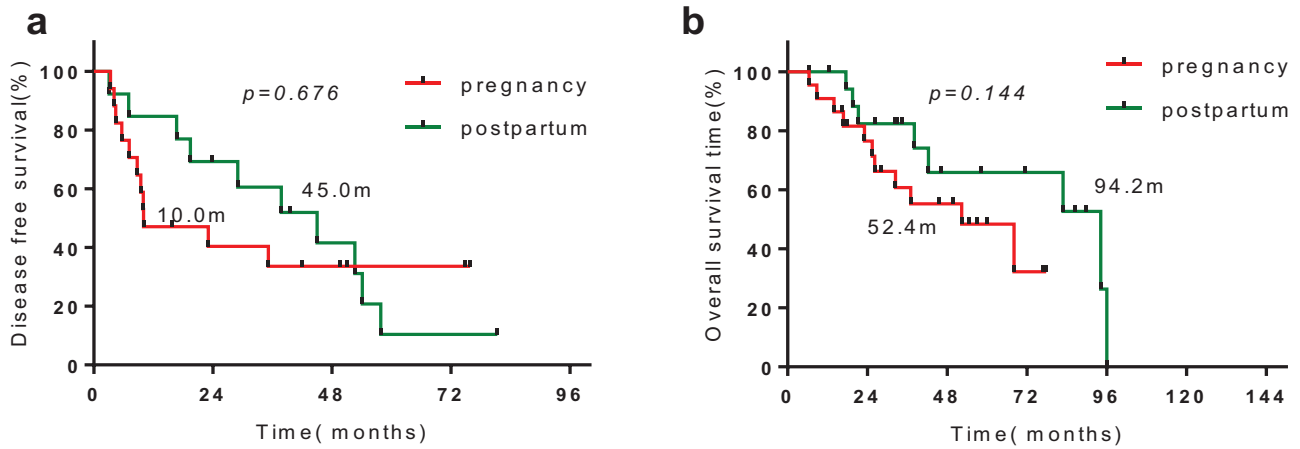 a
Disease free survival(%)
100
80
60
40
20
0
0 24 48 72 96
Time( months)
p=0.676
pregnancy
postpartum
10.0m
45.0m
b
Overall survival time(%)
100
80
60
40
20
0
0 24 48 72 96 120 144
Time( months)
p=0.144
pregnancy
postpartum
52.4m
94.2m